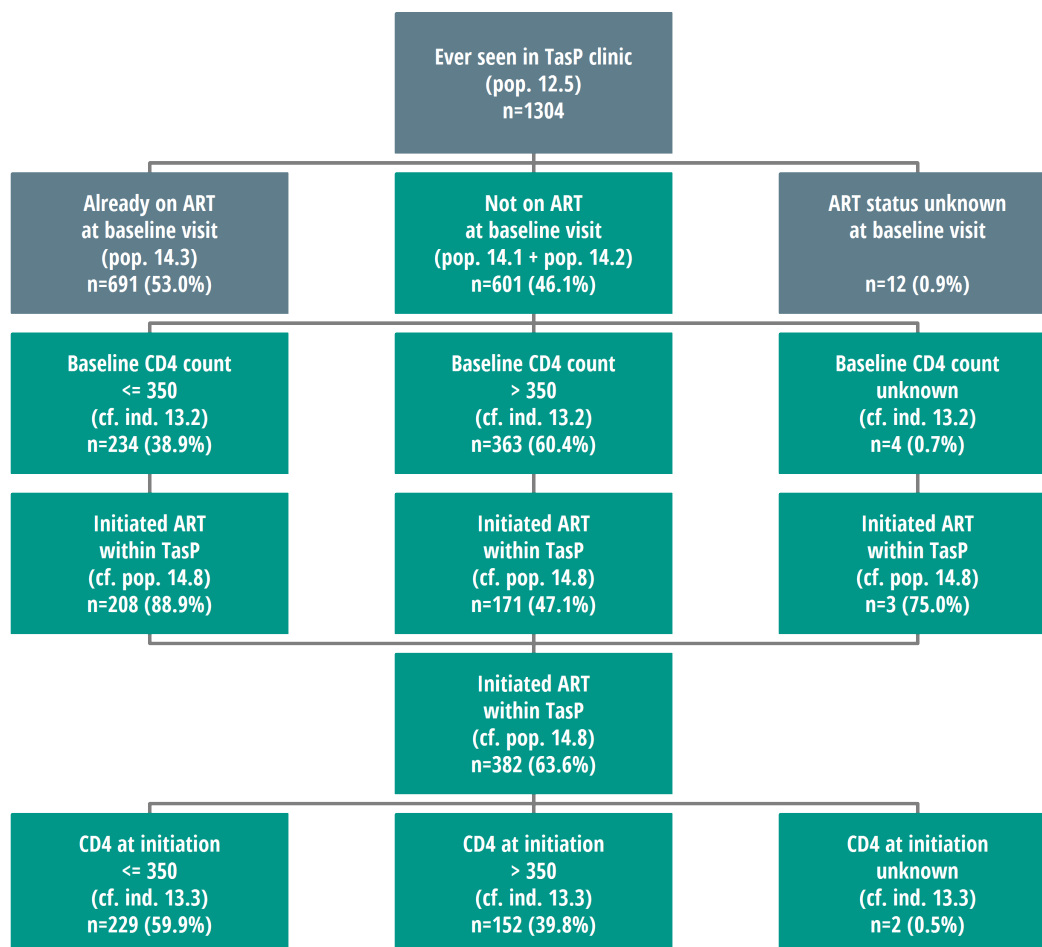 Ever seen in TasP clinic
(pop. 12.5)
n=1304
Already on ART
at baseline visit
(pop. 14.3)
n=691 (53.0%)
Not on ART
at baseline visit
(pop. 14.1 + pop. 14.2)
n=601 (46.1%)
ART status unknown
at baseline visit
n=12 (0.9%)
Baseline CD4 count
<= 350
(cf. ind. 13.2)
n=234 (38.9%)
Baseline CD4 count
> 350
(cf. ind. 13.2)
n=363 (60.4%)
Baseline CD4 count
unknown
(cf. ind. 13.2)
n=4 (0.7%)
Initiated ART
within TasP
(cf. pop. 14.8)
n=208 (88.9%)
Initiated ART
within TasP
(cf. pop. 14.8)
n=171 (47.1%)
Initiated ART
within TasP
(cf. pop. 14.8)
n=3 (75.0%)
Initiated ART
within TasP
(cf. pop. 14.8)
n=382 (63.6%)
CD4 at initiation
<= 350
(cf. ind. 13.3)
n=229 (59.9%)
CD4 at initiation
> 350
(cf. ind. 13.3)
n=152 (39.8%)
CD4 at initiation
unknown
(cf. ind. 13.3)
n=2 (0.5%)